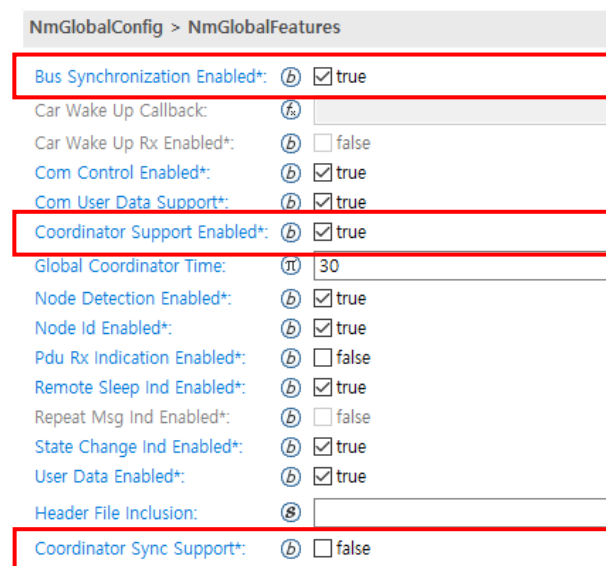 NmGlobalConfig > NmGlobalFeatures
Bus Synchronization Enabled*: b true
Car Wake Up Callback: fx
Car Wake Up Rx Enabled*: b false
Com Control Enabled*: b true
Com User Data Support*: b true
Coordinator Support Enabled*: b true
Global Coordinator Time: π 30
Node Detection Enabled*: b true
Node Id Enabled*: b true
Pdu Rx Indication Enabled*: b false
Remote Sleep Ind Enabled*: b true
Repeat Msg Ind Enabled*: b false
State Change Ind Enabled*: b true
User Data Enabled*: b true
Header File Inclusion: s
Coordinator Sync Support*: b false